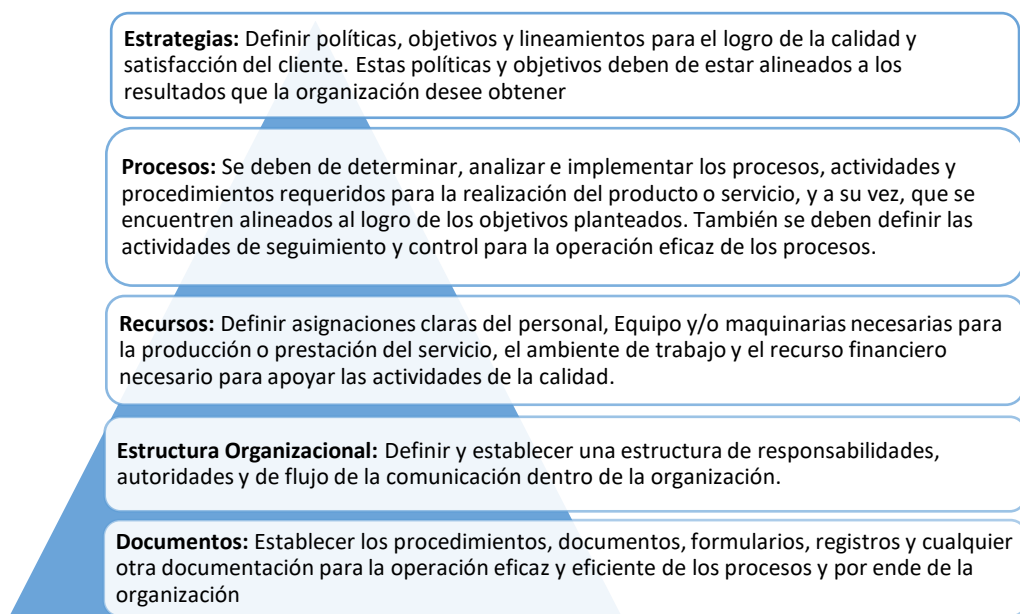 Estrategias: Definir políticas, objetivos y lineamientos para el logro de la calidad y
satisfacción del cliente. Estas políticas y objetivos deben de estar alineados a los
resultados que la organización desee obtener
Procesos: Se deben de determinar, analizar e implementar los procesos, actividades y
procedimientos requeridos para la realización del producto o servicio, y a su vez, que se
encuentren alineados al logro de los objetivos planteados. También se deben definir las
actividades de seguimiento y control para la operación eficaz de los procesos.
Recursos: Definir asignaciones claras del personal, Equipo y/o maquinarias necesarias para
la producción o prestación del servicio, el ambiente de trabajo y el recurso financiero
necesario para apoyar las actividades de la calidad.
Estructura Organizacional: Definir y establecer una estructura de responsabilidades,
autoridades y de flujo de la comunicación dentro de la organización.
Documentos: Establecer los procedimientos, documentos, formularios, registros y cualquier
otra documentación para la operación eficaz y eficiente de los procesos y por ende de la
organización